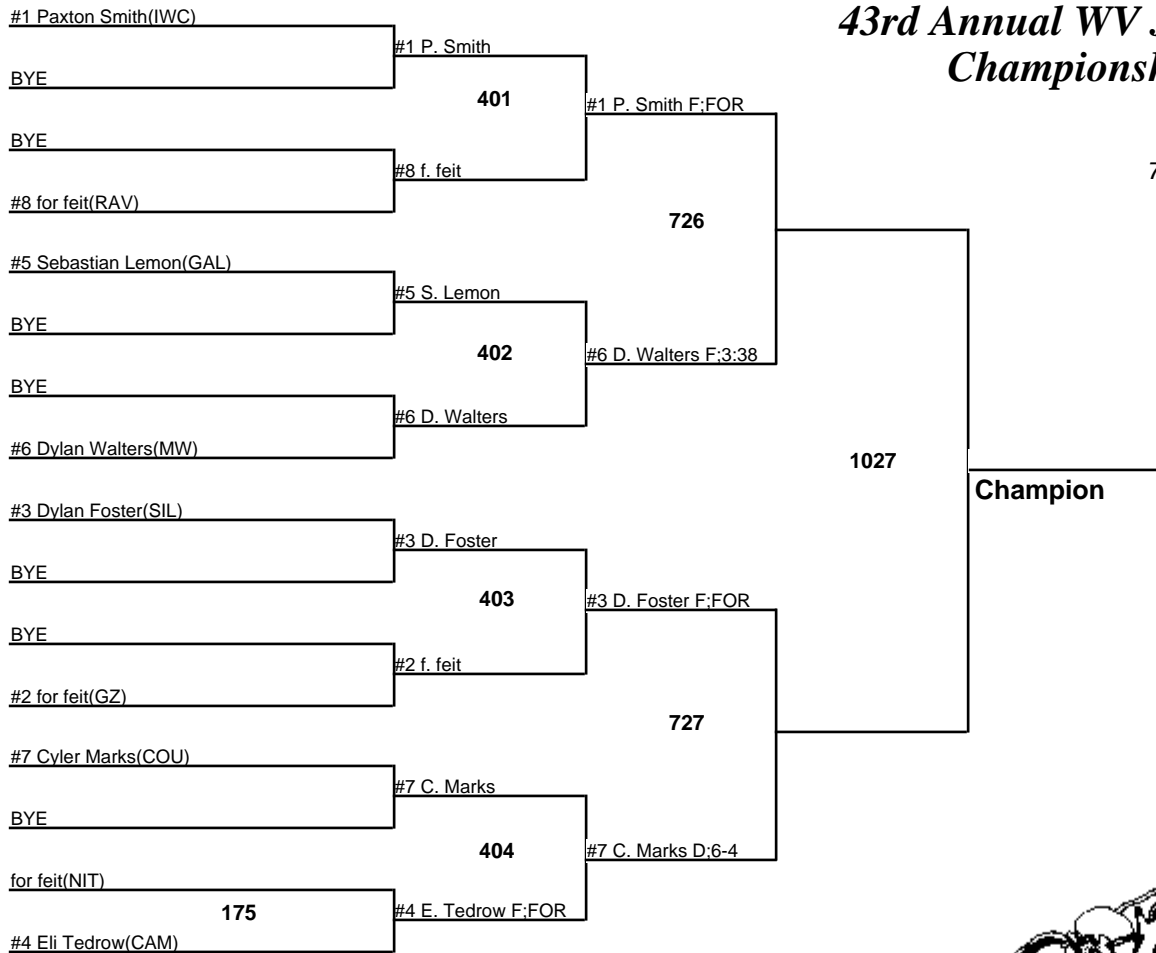 43rd Annual WV
Championsh
7
#1 Paxton Smith(IWC)
BYE
BYE
#8 for feit(RAV)
#5 Sebastian Lemon(GAL)
BYE
BYE
#6 Dylan Walters(MW)
#3 Dylan Foster(SIL)
BYE
BYE
#2 for feit(GZ)
#7 Cyler Marks(COU)
BYE
for feit(NIT)
175
#4 Eli Tedrow(CAM)
#1 P. Smith
401
#8 f. feit
#5 S. Lemon
402
#6 D. Walters
#3 D. Foster
403
#2 f. feit
#7 C. Marks
404
#4 E. Tedrow F;FOR
#1 P. Smith F;FOR
726
#6 D. Walters F;3:38
#3 D. Foster F;FOR
727
#7 C. Marks D;6-4
1027
Champion